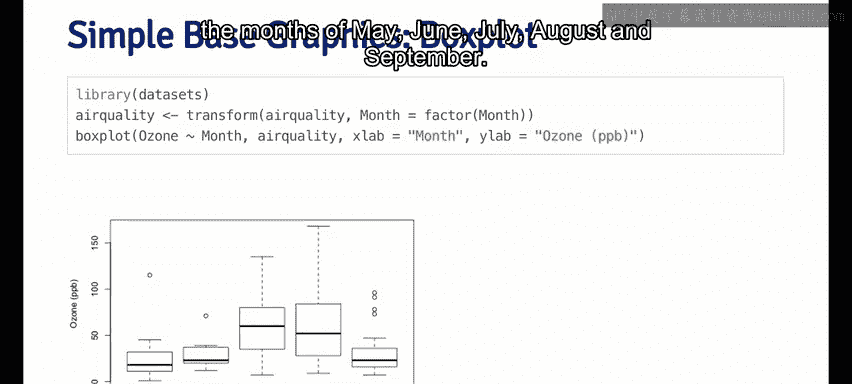 Simple Base Graphics: Boxplot
the months of May, June, July, August and
September.
library(datasets)
airquality <- transform(airquality, Month = factor(Month))
boxplot(Ozone ~ Month, airquality, xlab = "Month", ylab = "Ozone (ppb)")
150
100
50
0
Ozone (ppb)